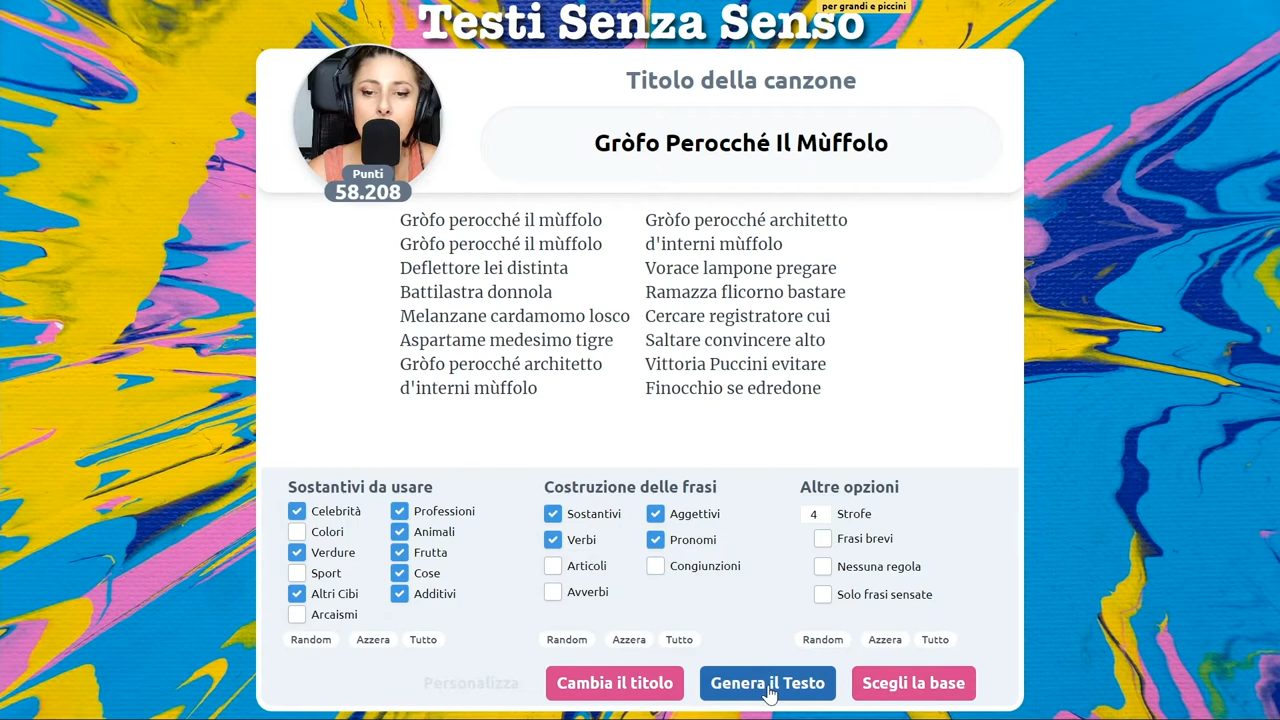 per grandi e piccini
Testi Senza Senso
Titolo della canzone
Gròfo Perocché Il Mùffolo
Punti
58.208
Gròfo perocché il mùffolo
Gròfo perocché il mùffolo
Deflettore lei distinta
Battilastra donnola
Melanzane cardamomo losco
Aspartame medesimo tigre
Gròfo perocché architetto
d'interni mùffolo
Gròfo perocché architetto
d'interni mùffolo
Vorace lampone pregare
Ramazza flicorno bastare
Cercare registratore cui
Saltare convincere alto
Vittoria Puccini evitare
Finocchio se edredone
Sostantivi da usare
Celebrità
Professioni
Colori
Animali
Verdure
Frutta
Sport
Cose
Altri Cibi
Additivi
Arcaismi
Random
Azzera
Tutto
Costruzione delle frasi
Sostantivi
Aggettivi
Verbi
Pronomi
Articoli
Congiunzioni
Avverbi
Random
Azzera
Tutto
Altre opzioni
4 Strofe
Frasi brevi
Nessuna regola
Solo frasi sensate
Random
Azzera
Tutto
Personalizza
Cambia il titolo
Genera il Testo
Scegli la base